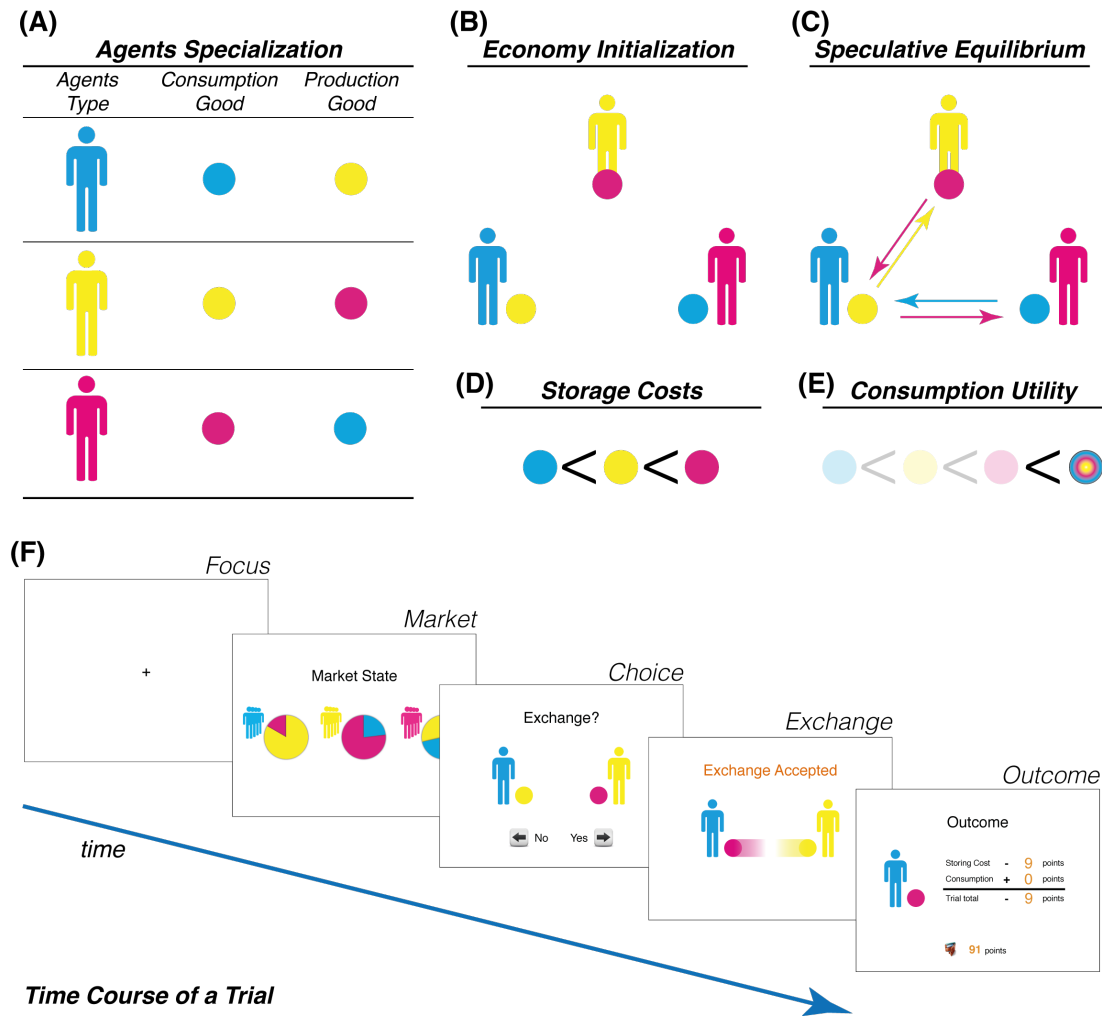 (A)
Agents Specialization
Agents Type
Consumption Good
Production Good
(B)
Economy Initialization
(C)
Speculative Equilibrium
(D)
Storage Costs
< <
(E)
Consumption Utility
< < <
(F)
Focus
+
Market
Market State
Choice
Exchange?
No Yes
Exchange
Exchange Accepted
Outcome
Outcome
Storing Cost - 9 points
Consumption + 0 points
Trial total - 9 points
91 points
time
Time Course of a Trial